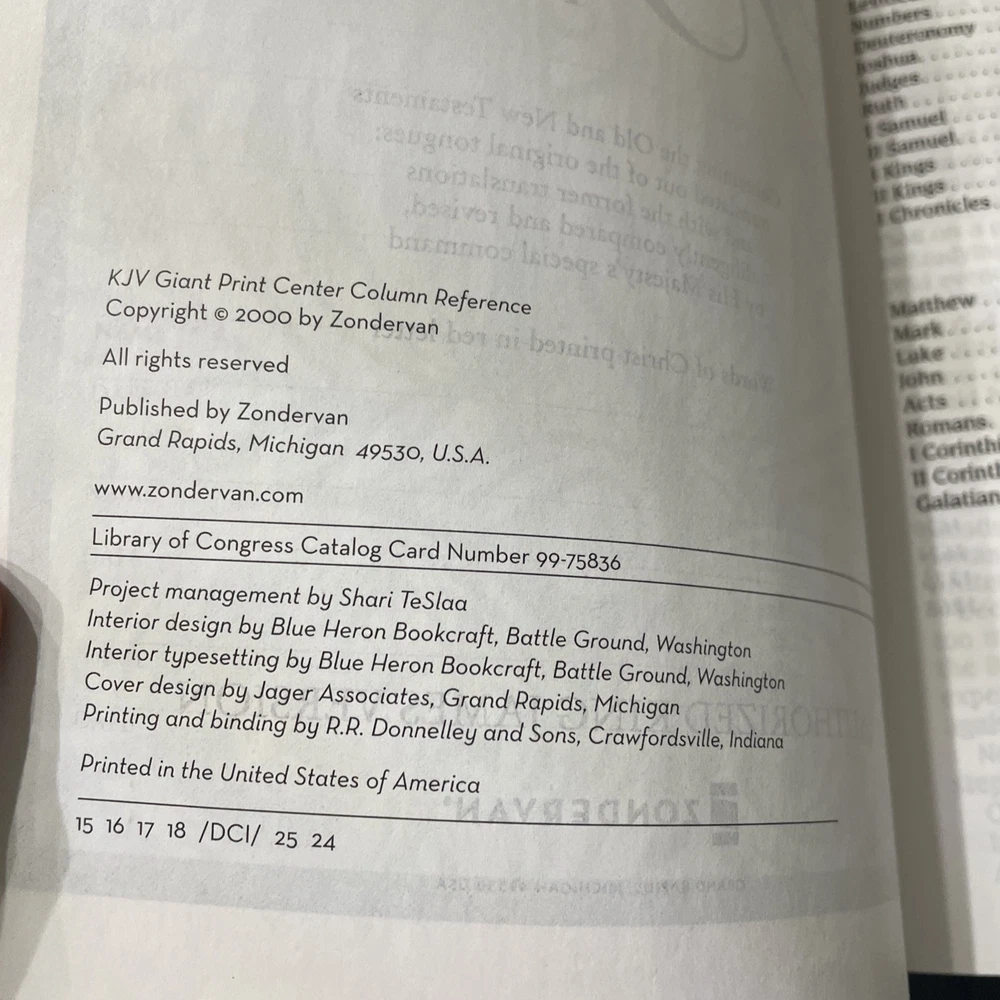 KJV Giant Print Center Column Reference
Copyright © 2000 by Zondervan
All rights reserved
Published by Zondervan
Grand Rapids, Michigan 49530, U.S.A.
www.zondervan.com
Library of Congress Catalog Card Number 99-75836
Project management by Shari TeSlaa
Interior design by Blue Heron Bookcraft, Battle Ground, Washington
Interior typesetting by Blue Heron Bookcraft, Battle Ground, Washington
Cover design by Jager Associates, Grand Rapids, Michigan
Printing and binding by R.R. Donnelley and Sons, Crawfordsville, Indiana
Printed in the United States of America
15 16 17 18 /DCI/ 25 24
Numbers
Deuteronomy
Joshua
Judges
Ruth
I Samuel
II Samuel
I Kings
II Kings
I Chronicles
Matthew
Mark
Luke
John
Acts
Romans
I Corinthi
II Corint
Galatian